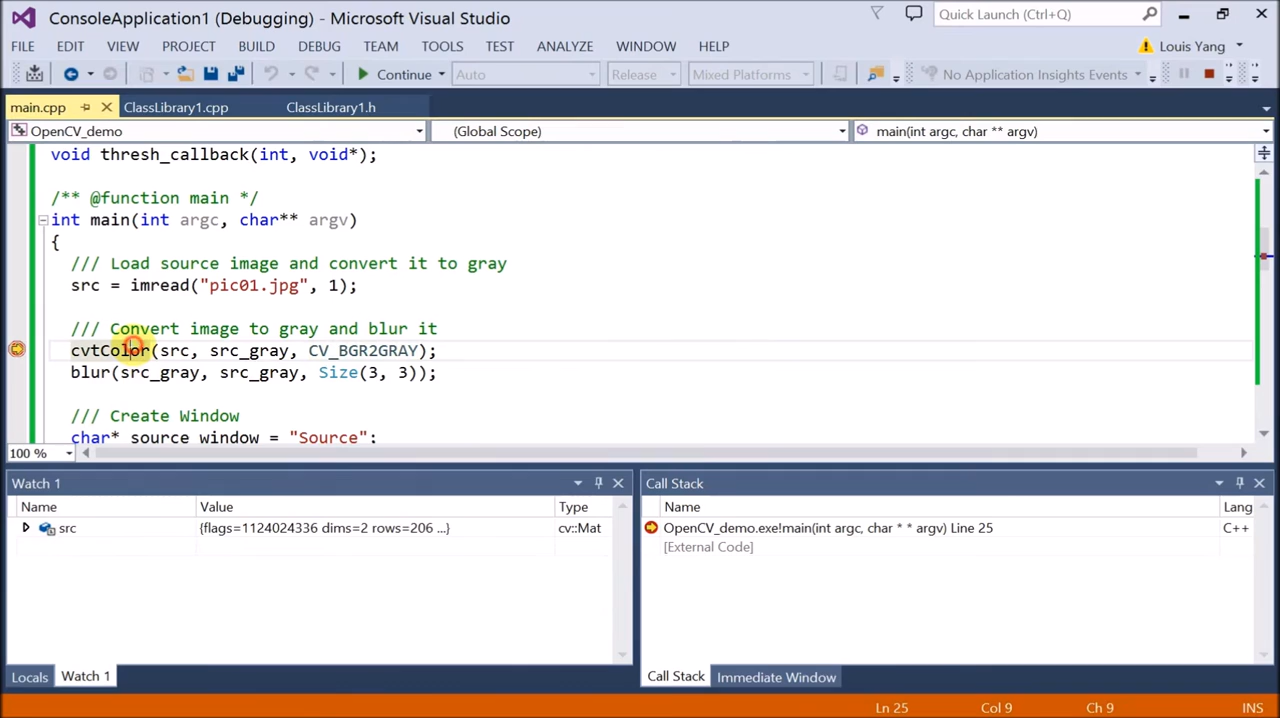 ConsoleApplication1 (Debugging) - Microsoft Visual Studio
Quick Launch (Ctrl+Q)
FILE EDIT VIEW PROJECT BUILD DEBUG TEAM TOOLS TEST ANALYZE WINDOW HELP
Louis Yang
Continue Auto Release Mixed Platforms No Application Insights Events
main.cpp ClassLibrary1.cpp ClassLibrary1.h
OpenCV_demo (Global Scope) main(int argc, char ** argv)
void thresh_callback(int, void*);
/** @function main */
int main(int argc, char** argv)
{
/// Load source image and convert it to gray
src = imread("pic01.jpg", 1);
/// Convert image to gray and blur it
cvtColor(src, src_gray, CV_BGR2GRAY);
blur(src_gray, src_gray, Size(3, 3));
/// Create Window
char* source_window = "Source";
100 %
Watch 1
Name Value Type
src {flags=1124024336 dims=2 rows=206 ...} cv::Mat
Call Stack
Name Lang
OpenCV_demo.exe!main(int argc, char * * argv) Line 25 C++
[External Code]
Locals Watch 1
Call Stack Immediate Window
Ln 25 Col 9 Ch 9 INS